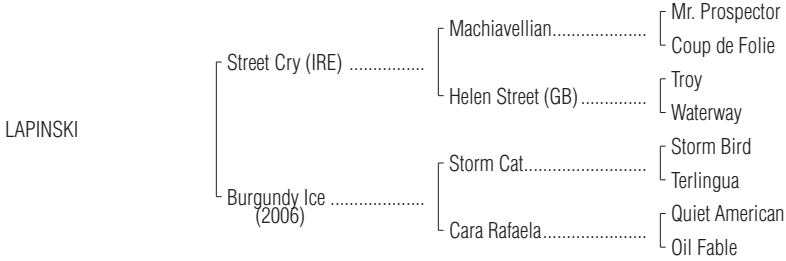 Mr. Prospector
Machiavellian....................
Coup de Folie
Street Cry (IRE) ................
Troy
Helen Street (GB)..............
Waterway
LAPINSKI
Storm Bird
Storm Cat..........................
Terlingua
Burgundy Ice ....................
(2006)
Quiet American
Cara Rafaela......................
Oil Fable